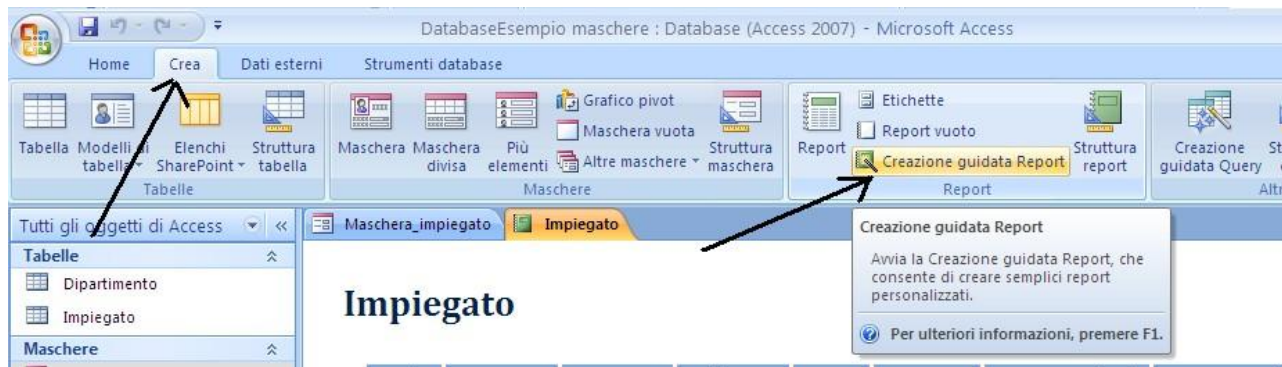 DatabaseEsempio maschere : Database (Access 2007) - Microsoft Access
Home Crea Dati esterni Strumenti database
Tabella
Modelli di
tabella
Elenchi
SharePoint
Struttura
tabella
Tabelle
Maschera
Maschera
divisa
Più
elementi
Grafico pivot
Maschera vuota
Altre maschere
Struttura
maschera
Maschere
Report
Etichette
Report vuoto
Creazione guidata Report
Struttura
report
Report
Creazione
guidata Query
St
Altr
Tutti gli oggetti di Access
Maschera_impiegato
Impiegato
Tabelle
Dipartimento
Impiegato
Maschere
Impiegato
Creazione guidata Report
Avvia la Creazione guidata Report, che
consente di creare semplici report
personalizzati.
Per ulteriori informazioni, premere F1.